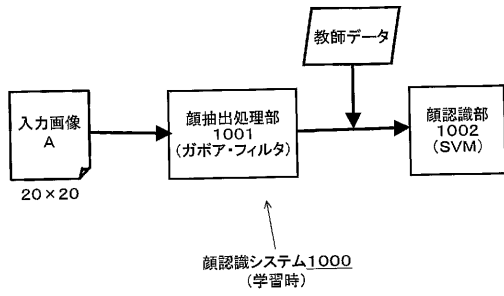 教師データ
入力画像
A
20×20
顔抽出処理部
1001
(ガボア・フィルタ)
顔認識部
1002
(SVM)
顔認識システム1000
(学習時)